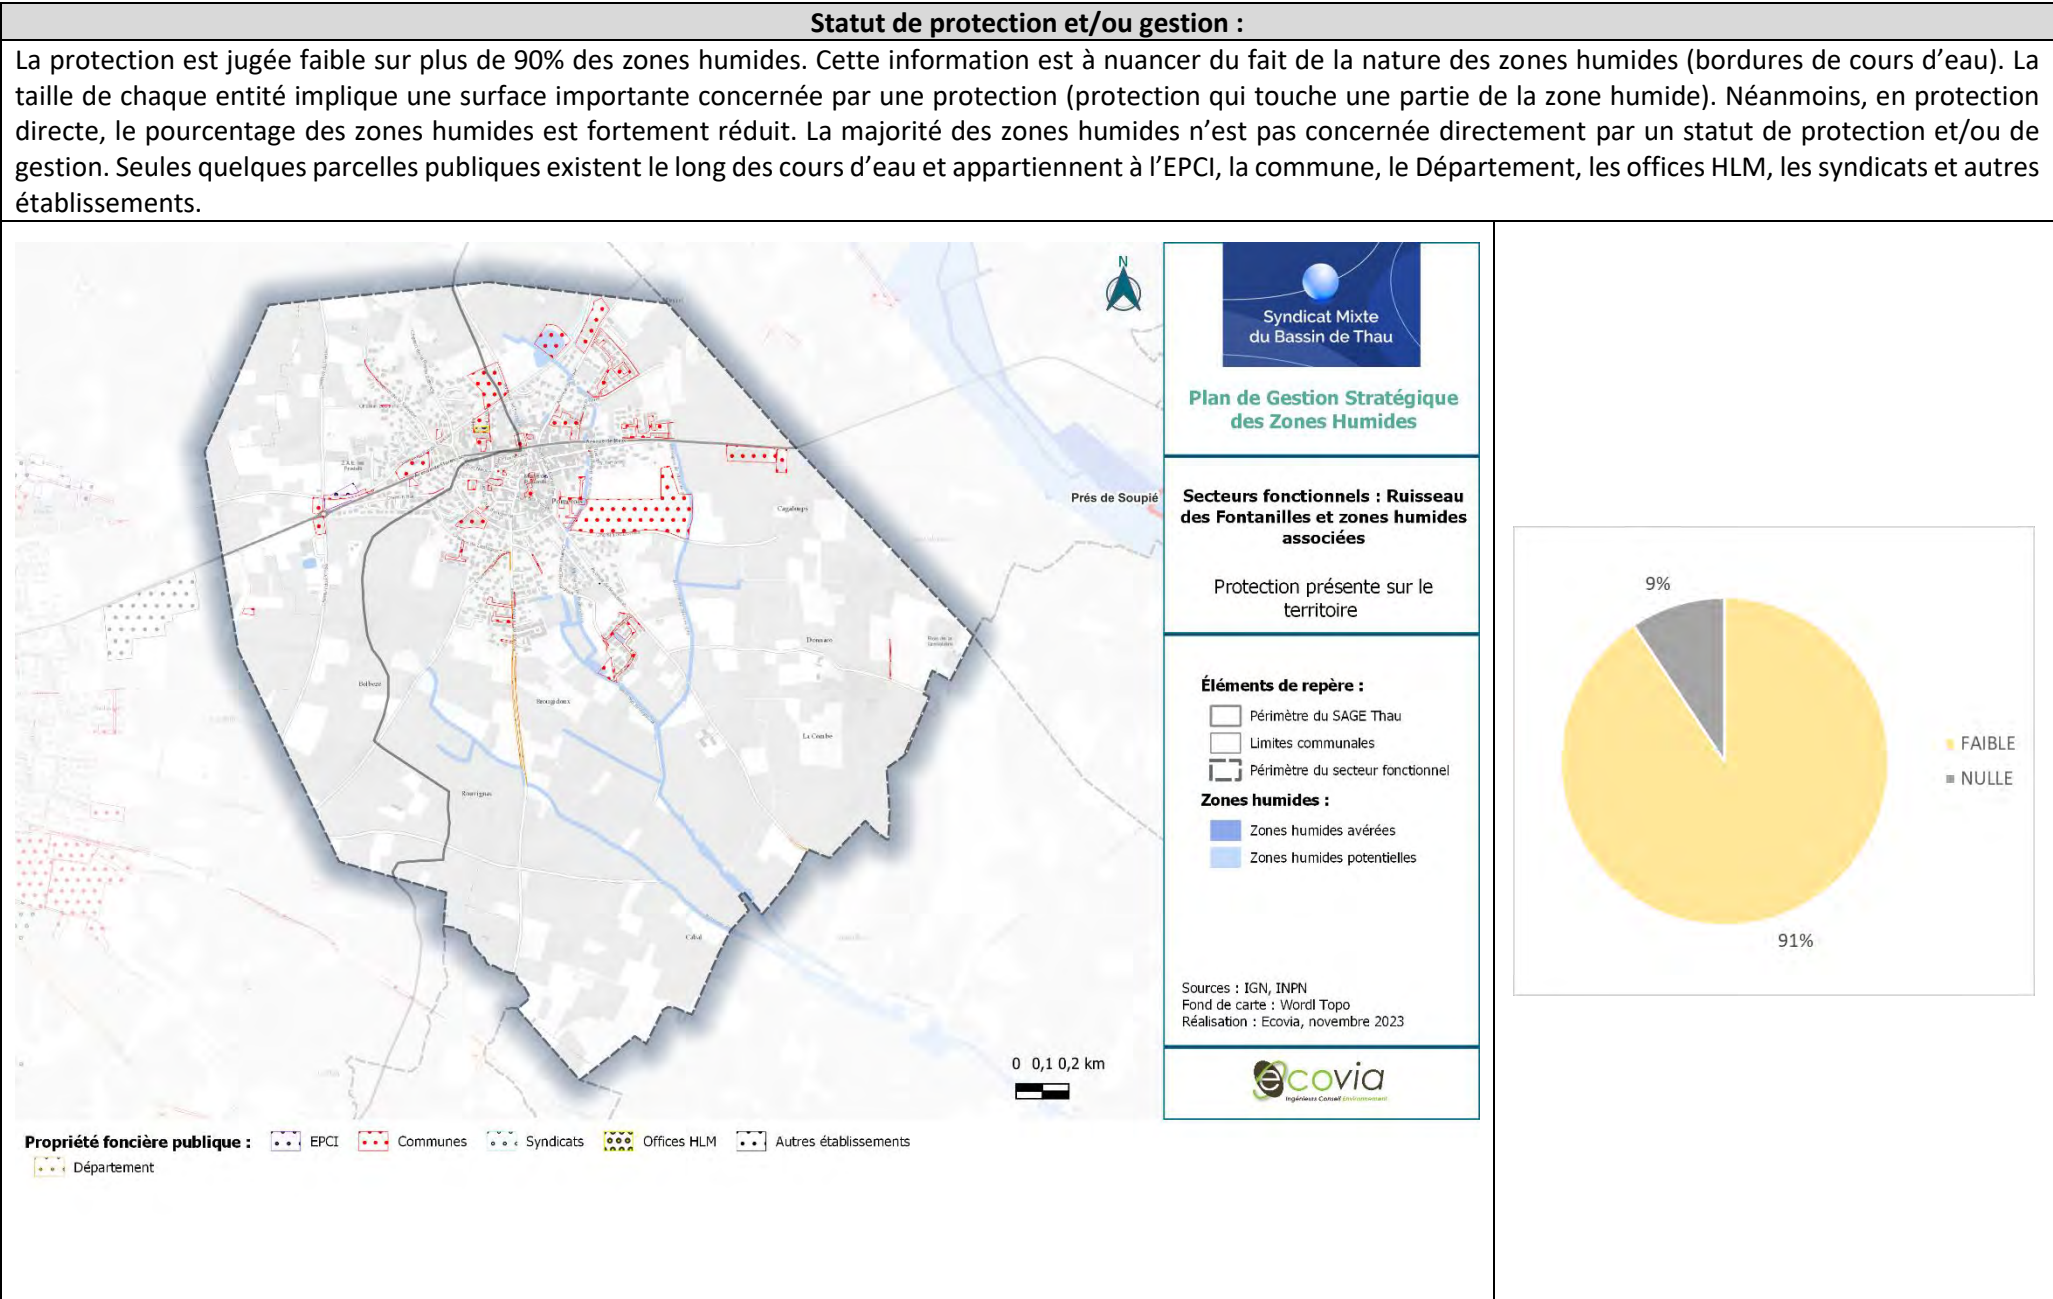 Statut de protection et/ou gestion :
La protection est jugée faible sur plus de 90% des zones humides. Cette information est à nuancer du fait de la nature des zones humides (bordures de cours d'eau). La
taille de chaque entité implique une surface importante concernée par une protection (protection qui touche une partie de la zone humide). Néanmoins, en protection
directe, le pourcentage des zones humides est fortement réduit. La majorité des zones humides n'est pas concernée directement par un statut de protection et/ou de
gestion. Seules quelques parcelles publiques existent le long des cours d'eau et appartiennent à l'EPCI, la commune, le Département, les offices HLM, les syndicats et autres
établissements.
N
Prés de Soupié
Cagaloups
Donnaro
La Combe
Brougidoux
Belbeze
Rouvignas
0 0,1 0,2 km
Syndicat Mixte
du Bassin de Thau
Plan de Gestion Stratégique
des Zones Humides
Secteurs fonctionnels : Ruisseau
des Fontanilles et zones humides
associées
Protection présente sur le
territoire
Éléments de repère :
Périmètre du SAGE Thau
Limites communales
Périmètre du secteur fonctionnel
Zones humides :
Zones humides avérées
Zones humides potentielles
Sources : IGN, INPN
Fond de carte : Wordl Topo
Réalisation : Ecovia, novembre 2023
ecovia
Ingénieurs Conseil Environnement
Propriété foncière publique : EPCI Communes Syndicats Offices HLM Autres établissements
Département
9%
91%
FAIBLE
NULLE